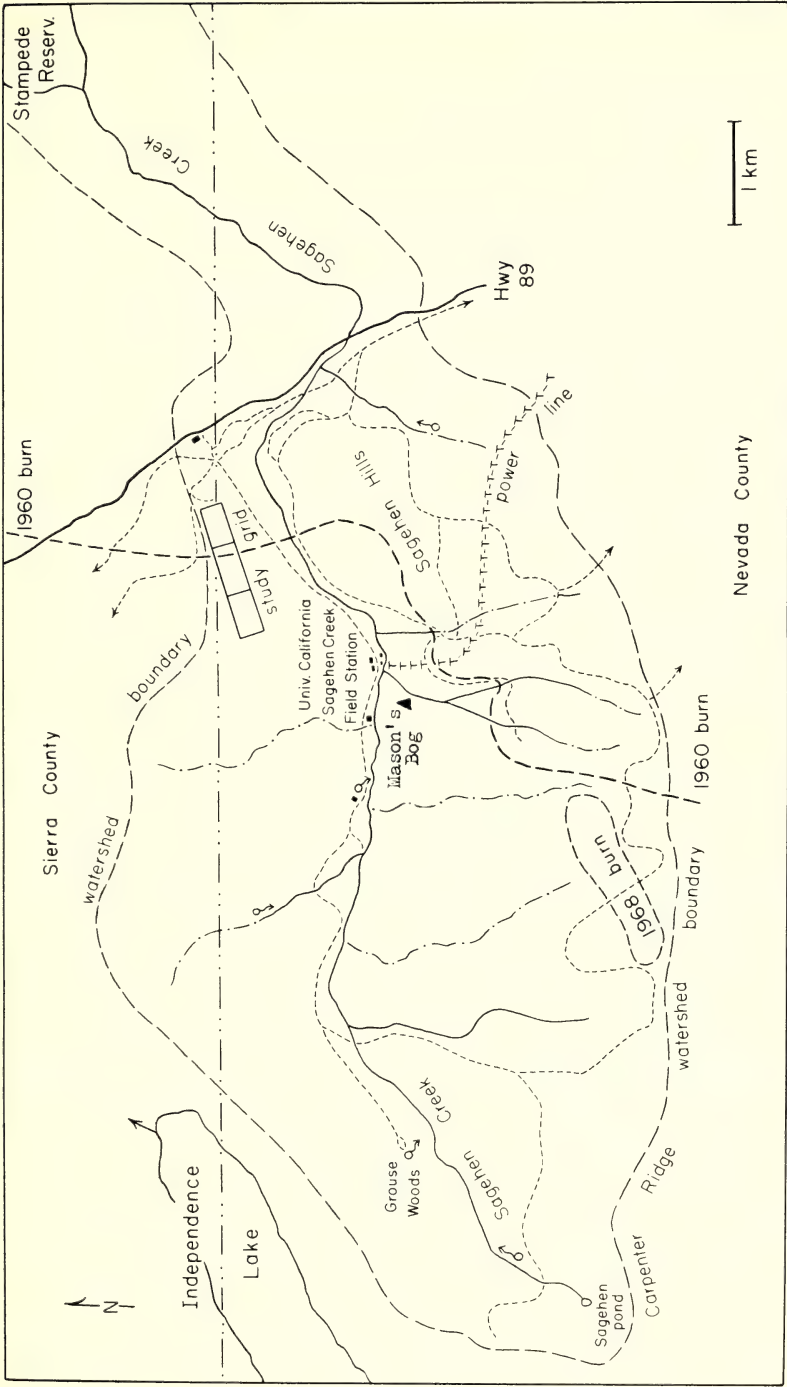 Stampede
Reserv.
Sagehen Creek
Hwy
89
1 km
1960 burn
study grid
Sagehen Hills
power line
Sierra County
boundary
watershed
Univ. California
Sagehen Creek
Field Station
Mason's
Bog
Nevada County
1960 burn
1968 burn
boundary
watershed
Independence
Lake
Grouse
Woods
Sagehen Creek
Ridge
Carpenter
Sagehen
pond
N